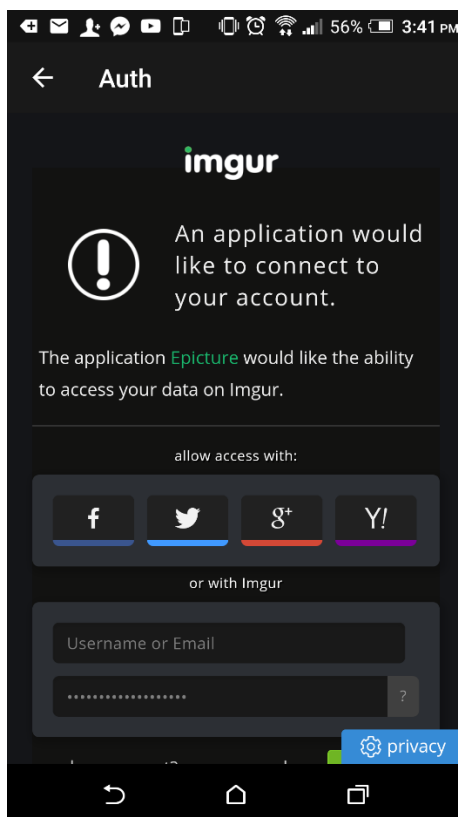 56% 3:41 PM
Auth
imgur
An application would
like to connect to
your account.
The application Epicture would like the ability
to access your data on Imgur.
allow access with:
f g+ Y!
or with Imgur
Username or Email
?
privacy